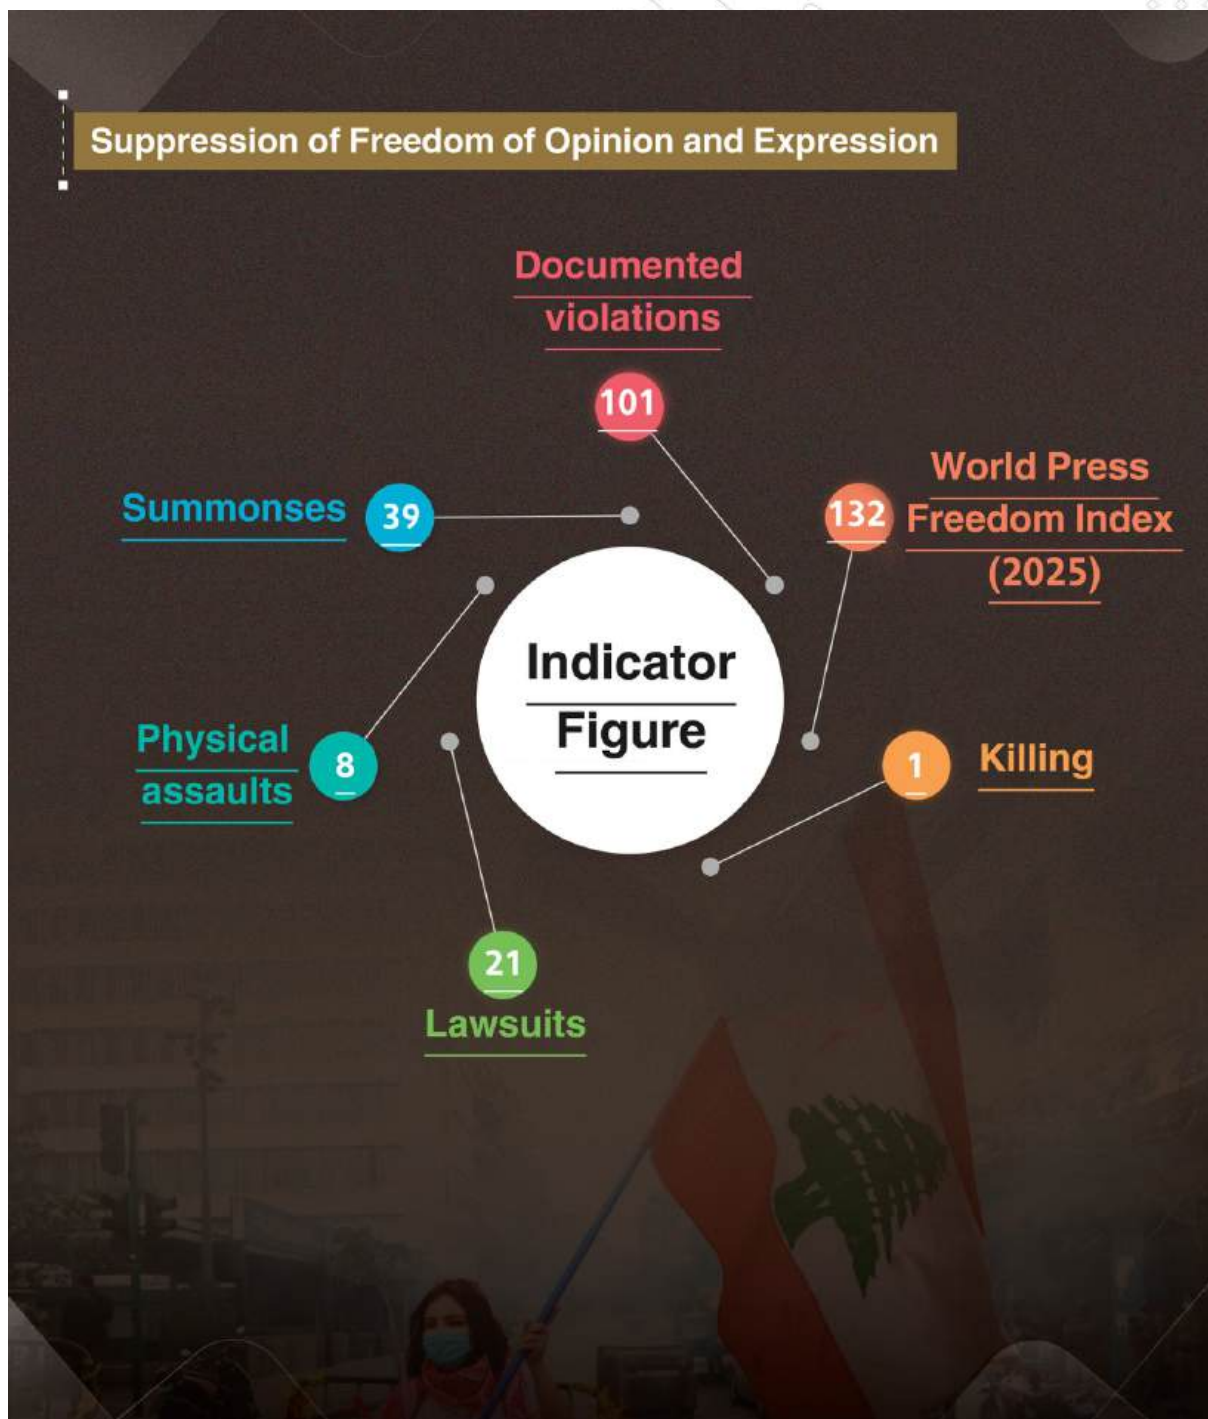 Suppression of Freedom of Opinion and Expression
Documented
violations
101
World Press
Freedom Index
(2025)
132
Summonses
39
Indicator
Figure
Physical
assaults
8
1
Killing
21
Lawsuits